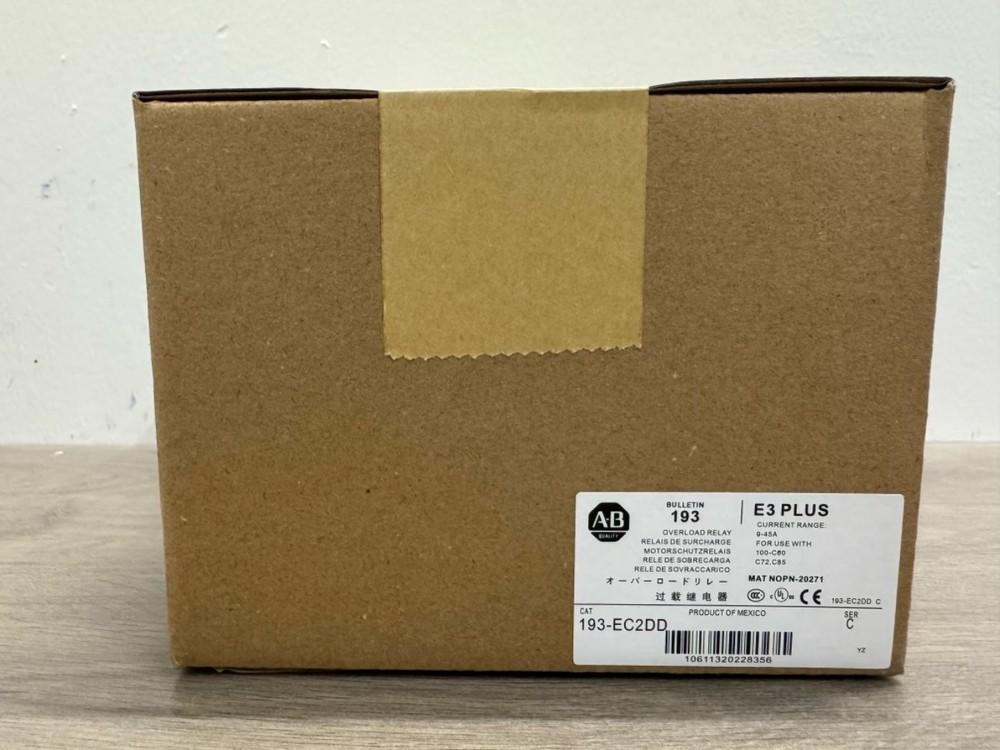 A-B
QUALITY
BULLETIN
193
OVERLOAD RELAY
RELAIS DE SURCHARGE
MOTORSCHUTZRELAIS
RELE DE SOBRECARGA
RELE DE SOVRACCARICO
オーバーロードリレー
过载继电器
E3 PLUS
CURRENT RANGE:
9-45A
FOR USE WITH
100-C60
C72,C85
MAT NOPN-20271
CCC c UL us CE 193-EC2DD C
CAT PRODUCT OF MEXICO SER
193-EC2DD C
10611320228356
YZ